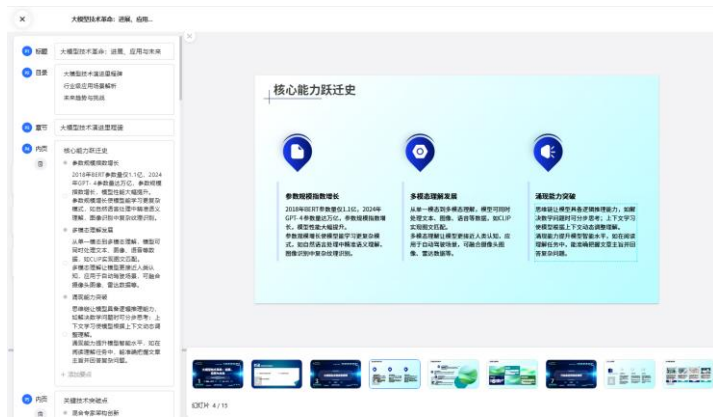 大模型技术革命：进展、应用...
标题
大模型技术革命：进展、应用与未来
目录
大模型技术演进里程碑
行业级应用场景解析
未来趋势与挑战
章节
大模型技术演进里程碑
内页
核心能力跃迁史
参数规模指数增长
2018年BERT参数量仅1.1亿，2024
年GPT-4参数量达万亿，参数规模
指数增长，模型性能大幅提升。
参数规模增长使模型能学习更复杂
模式，如自然语言处理中精准语义
理解，图像识别中复杂纹理识别。
多模态理解发展
从单一模态到多模态理解，模型可
同时处理文本、图像、语音等数
据，如CLIP实现图文匹配。
多模态理解让模型更接近人类认
知，应用于自动驾驶场景，可融合
摄像头图像、雷达数据等。
涌现能力突破
思维链让模型具备逻辑推理能力，
如解决数学问题时可分步思考；上
下文学习使模型根据上下文动态调
整理解。
涌现能力提升模型智能水平，如在
阅读理解任务中，能准确把握文章
主旨并回答复杂问题。
+ 添加要点
内页
关键技术突破点
混合专家架构创新
核心能力跃迁史
参数规模指数增长
2018年BERT参数量仅1.1亿，2024年
GPT-4参数量达万亿，参数规模指数增
长，模型性能大幅提升。
参数规模增长使模型能学习更复杂模
式，如自然语言处理中精准语义理解，
图像识别中复杂纹理识别。
多模态理解发展
从单一模态到多模态理解，模型可同时
处理文本、图像、语音等数据，如CLIP
实现图文匹配。
多模态理解让模型更接近人类认知，应
用于自动驾驶场景，可融合摄像头图
像、雷达数据等。
涌现能力突破
思维链让模型具备逻辑推理能力，如解
决数学问题时可分步思考；上下文学习
使模型根据上下文动态调整理解。
涌现能力提升模型智能水平，如在阅读
理解任务中，能准确把握文章主旨并回
答复杂问题。
幻灯片 4 / 15